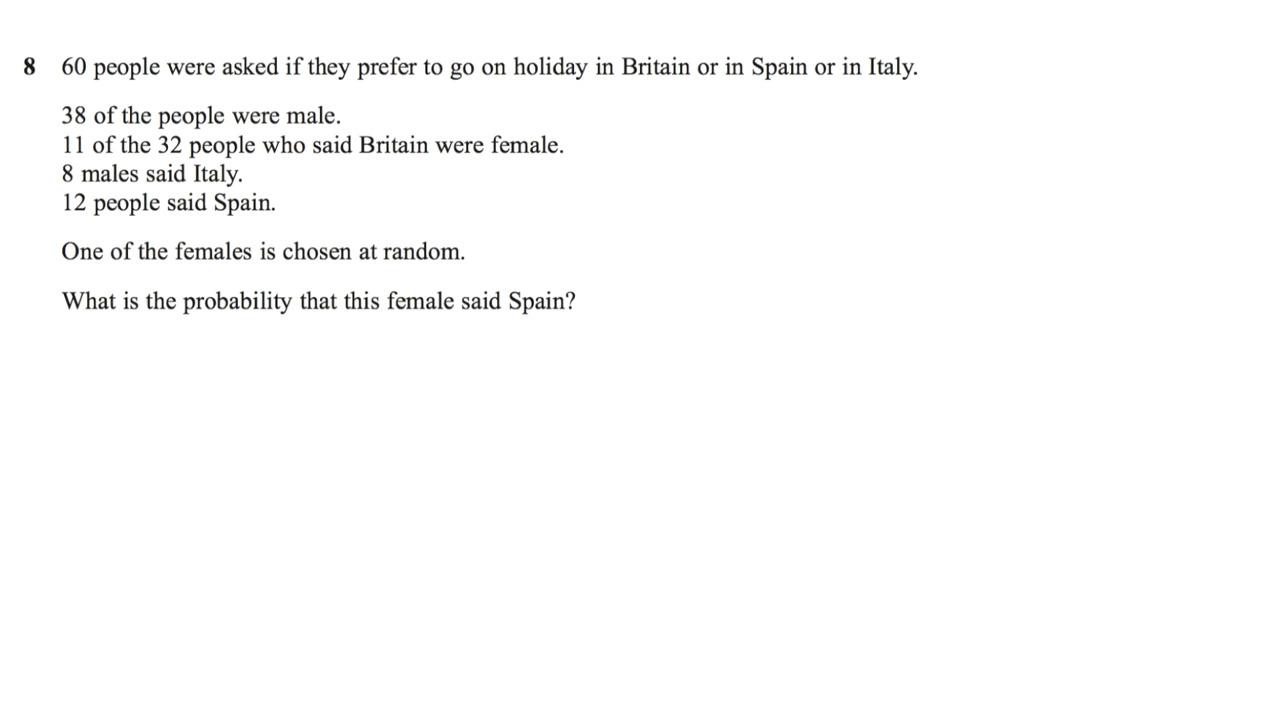 8 60 people were asked if they prefer to go on holiday in Britain or in Spain or in Italy.
38 of the people were male.
11 of the 32 people who said Britain were female.
8 males said Italy.
12 people said Spain.
One of the females is chosen at random.
What is the probability that this female said Spain?